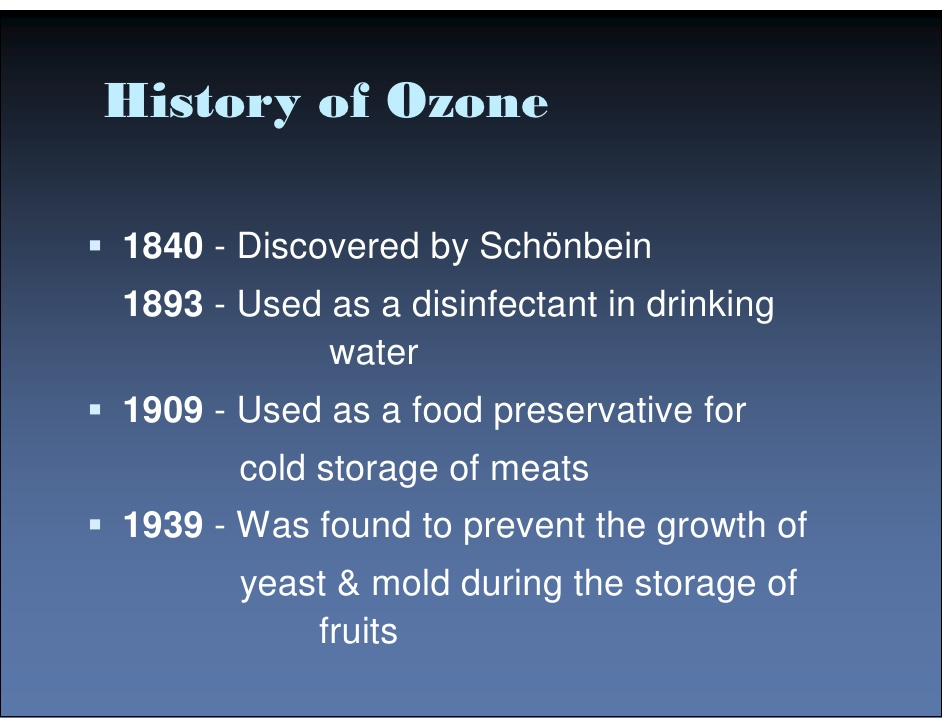 History of Ozone
▪ 1840 - Discovered by Schönbein
1893 - Used as a disinfectant in drinking
water
▪ 1909 - Used as a food preservative for
cold storage of meats
▪ 1939 - Was found to prevent the growth of
yeast & mold during the storage of
fruits